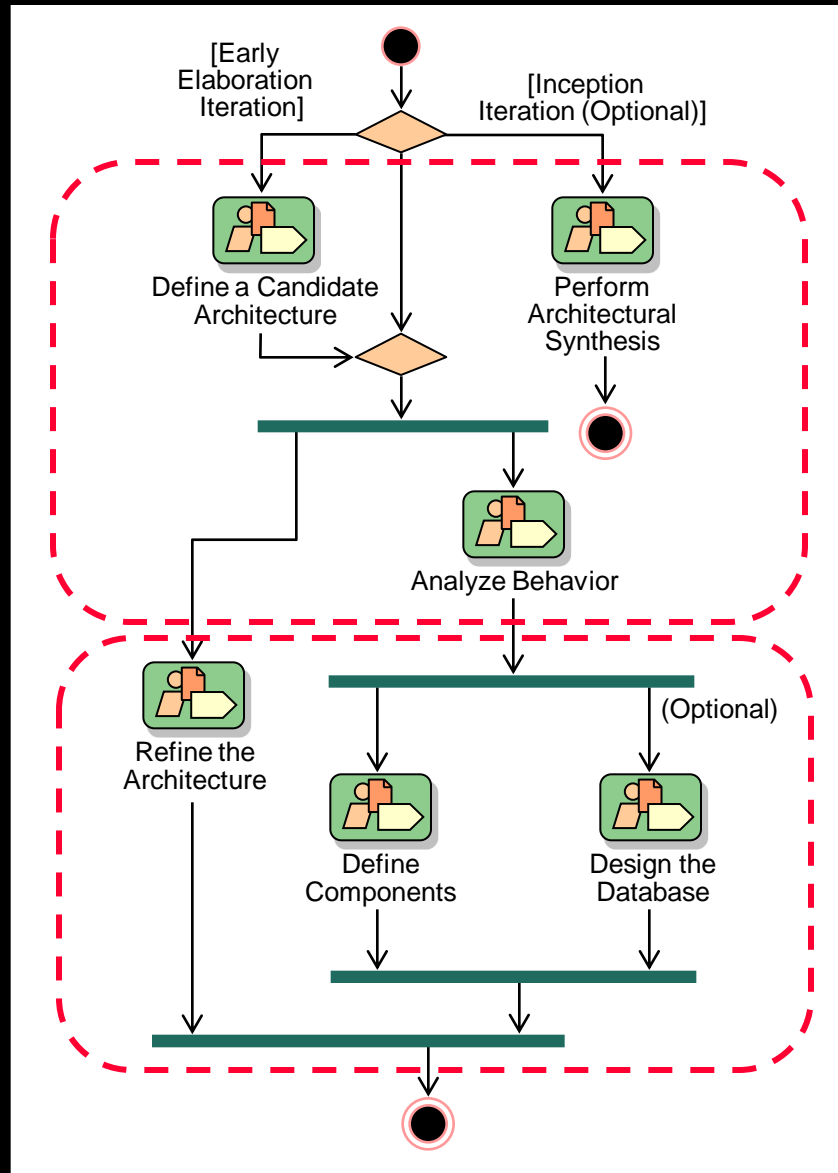 [Early
Elaboration
Iteration]
[Inception
Iteration (Optional)]
Define a Candidate
Architecture
Perform
Architectural
Synthesis
Analyze Behavior
Refine the
Architecture
(Optional)
Define
Components
Design the
Database